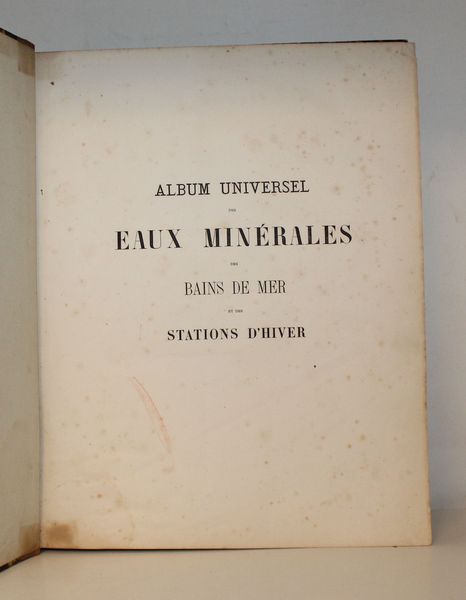 ALBUM UNIVERSEL
DES
EAUX MINÉRALES
DES
BAINS DE MER
ET DES
STATIONS D'HIVER